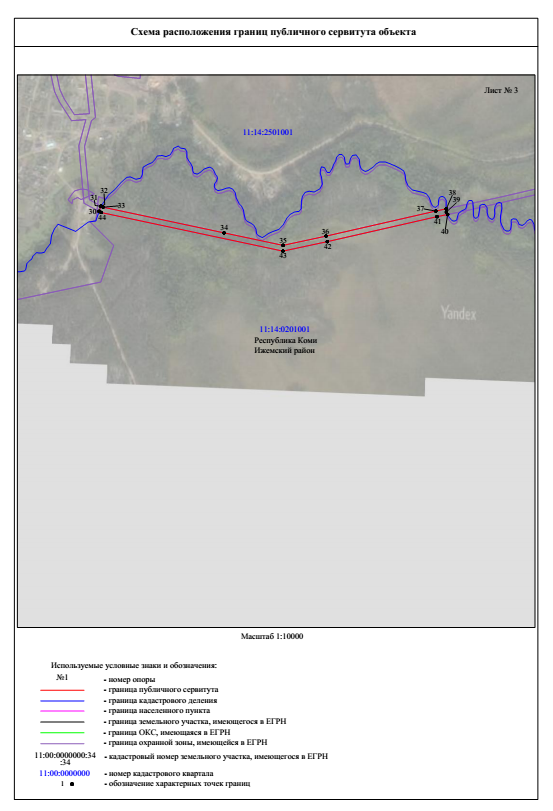 Схема расположения границ публичного сервитута объекта
Лист № 3
11:14:2501001
32
31
33
30
44
34
35
43
36
42
38
39
37
41
40
Yandex
11:14:0201001
Республика Коми
Ижемский район
Масштаб 1:10000
Используемые условные знаки и обозначения:
№1 - номер опоры
- граница публичного сервитута
- граница кадастрового деления
- граница населенного пункта
- граница земельного участка, имеющегося в ЕГРН
- граница ОКС, имеющаяся в ЕГРН
- граница охранной зоны, имеющейся в ЕГРН
11:00:0000000:34 - кадастровый номер земельного участка, имеющегося в ЕГРН
:34
11:00:0000000 - номер кадастрового квартала
1 - обозначение характерных точек границ